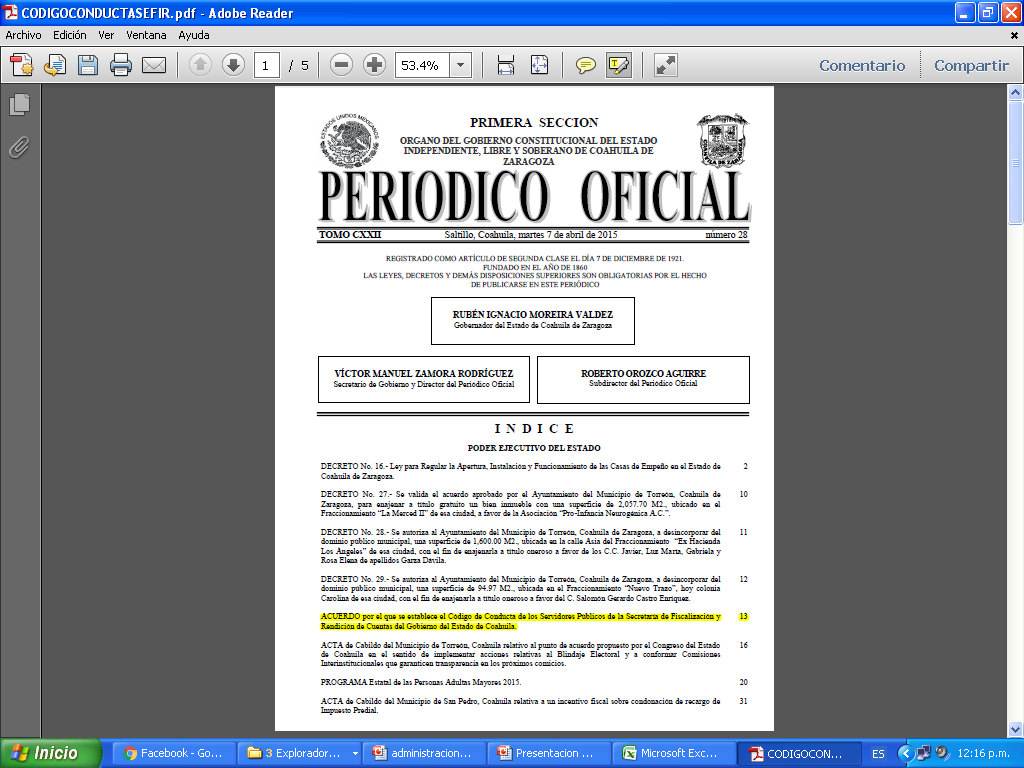 CODIGOCONDUCTASEFIR.pdf - Adobe Reader
Archivo Edición Ver Ventana Ayuda
1 / 5 53.4% Comentario Compartir
ESTADOS UNIDOS MEXICANOS
PRIMERA SECCION
ORGANO DEL GOBIERNO CONSTITUCIONAL DEL ESTADO
INDEPENDIENTE, LIBRE Y SOBERANO DE COAHUILA DE
ZARAGOZA
PERIODICO OFICIAL
TOMO CXXII Saltillo, Coahuila, martes 7 de abril de 2015 número 28
REGISTRADO COMO ARTÍCULO DE SEGUNDA CLASE EL DÍA 7 DE DICIEMBRE DE 1921.
FUNDADO EN EL AÑO DE 1860
LAS LEYES, DECRETOS Y DEMÁS DISPOSICIONES SUPERIORES SON OBLIGATORIAS POR EL HECHO
DE PUBLICARSE EN ESTE PERIÓDICO
RUBÉN IGNACIO MOREIRA VALDEZ
Gobernador del Estado de Coahuila de Zaragoza
VÍCTOR MANUEL ZAMORA RODRÍGUEZ
Secretario de Gobierno y Director del Periódico Oficial
ROBERTO OROZCO AGUIRRE
Subdirector del Periódico Oficial
I N D I C E
PODER EJECUTIVO DEL ESTADO
DECRETO No. 16.- Ley para Regular la Apertura, Instalación y Funcionamiento de las Casas de Empeño en el Estado de 2
Coahuila de Zaragoza.
DECRETO No. 27.- Se valida el acuerdo aprobado por el Ayuntamiento del Municipio de Torreón, Coahuila de 10
Zaragoza, para enajenar a título gratuito un bien inmueble con una superficie de 2,057.70 M2., ubicado en el
Fraccionamiento “La Merced II” de esa ciudad, a favor de la Asociación “Pro-Infancia Neurogénica A.C.”.
DECRETO No. 28.- Se autoriza al Ayuntamiento del Municipio de Torreón, Coahuila de Zaragoza, a desincorporar del 11
dominio público municipal, una superficie de 1,600.00 M2., ubicada en la calle Asia del Fraccionamiento “Ex Hacienda
Los Ángeles” de esa ciudad, con el fin de enajenarla a título oneroso a favor de los C.C. Javier, Luz María, Gabriela y
Rosa Elena de apellidos Garza Dávila.
DECRETO No. 29.- Se autoriza al Ayuntamiento del Municipio de Torreón, Coahuila de Zaragoza, a desincorporar del 12
dominio público municipal, una superficie de 94.97 M2., ubicada en el Fraccionamiento “Nuevo Trazo”, hoy colonia
Carolina de esa ciudad, con el fin de enajenarla a título oneroso a favor del C. Salomón Gerardo Castro Enríquez.
ACUERDO por el que se establece el Código de Conducta de los Servidores Públicos de la Secretaría de Fiscalización y 13
Rendición de Cuentas del Gobierno del Estado de Coahuila.
ACTA de Cabildo del Municipio de Torreón, Coahuila relativo al punto de acuerdo propuesto por el Congreso del Estado 16
de Coahuila en el sentido de implementar acciones relativas al Blindaje Electoral y a conformar Comisiones
Interinstitucionales que garanticen transparencia en los próximos comicios.
PROGRAMA Estatal de las Personas Adultas Mayores 2015. 20
ACTA de Cabildo del Municipio de San Pedro, Coahuila relativa a un incentivo fiscal sobre condonación de recargo de 31
Impuesto Predial.
Inicio Facebook - Go... 3 Explorador... administracion... Presentacion ... Microsoft Exc... CODIGOCON... ES 12:16 p.m.